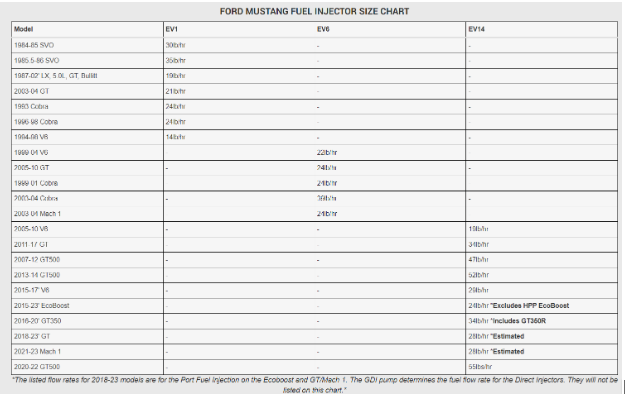 FORD MUSTANG FUEL INJECTOR SIZE CHART
Model EV1 EV6 EV14
1984-85 SVO 30lb/hr - -
1985.5-86 SVO 35lb/hr - -
1987-02' LX, 5.0L, GT, Bullitt 19lb/hr - -
2003-04 GT 21lb/hr - -
1993 Cobra 24lb/hr - -
1996-98 Cobra 24lb/hr - -
1994-98 V6 14lb/hr - -
1999-04 V6 22lb/hr
2005-10 GT - 24lb/hr -
1999-01 Cobra 24lb/hr
2003-04 Cobra - 39lb/hr -
2003-04 Mach 1 24lb/hr
2005-10 V6 - - 19lb/hr
2011-17 GT - - 34lb/hr
2007-12 GT500 - - 47lb/hr
2013-14 GT500 - - 52lb/hr
2015-17' V6 - - 29lb/hr
2015-23' EcoBoost - - 24lb/hr *Excludes HPP EcoBoost
2016-20' GT350 - - 34lb/hr *Includes GT350R
2018-23' GT - - 28lb/hr *Estimated
2021-23 Mach 1 - - 28lb/hr *Estimated
2020-22 GT500 - - 55lbs/hr
"The listed flow rates for 2018-23 models are for the Port Fuel Injection on the Ecoboost and GT/Mach 1. The GDI pump determines the fuel flow rate for the Direct Injectors. They will not be
listed on this chart."